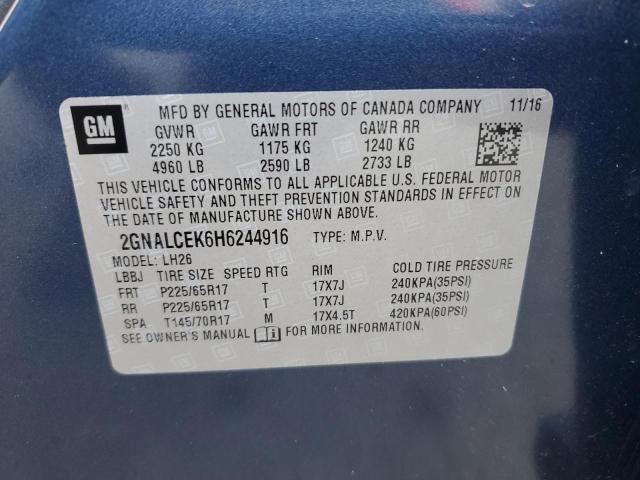 GM MFD BY GENERAL MOTORS OF CANADA COMPANY 11/16
GVWR GAWR FRT GAWR RR
2250 KG 1175 KG 1240 KG
4960 LB 2590 LB 2733 LB
THIS VEHICLE CONFORMS TO ALL APPLICABLE U.S. FEDERAL MOTOR
VEHICLE SAFETY AND THEFT PREVENTION STANDARDS IN EFFECT ON
THE DATE OF MANUFACTURE SHOWN ABOVE.
2GNALCEK6H6244916 TYPE: M.P.V.
MODEL: LH26
LBBJ TIRE SIZE SPEED RTG RIM COLD TIRE PRESSURE
FRT P225/65R17 T 17X7J 240KPA(35PSI)
RR P225/65R17 T 17X7J 240KPA(35PSI)
SPA T145/70R17 M 17X4.5T 420KPA(60PSI)
SEE OWNER'S MANUAL FOR MORE INFORMATION.